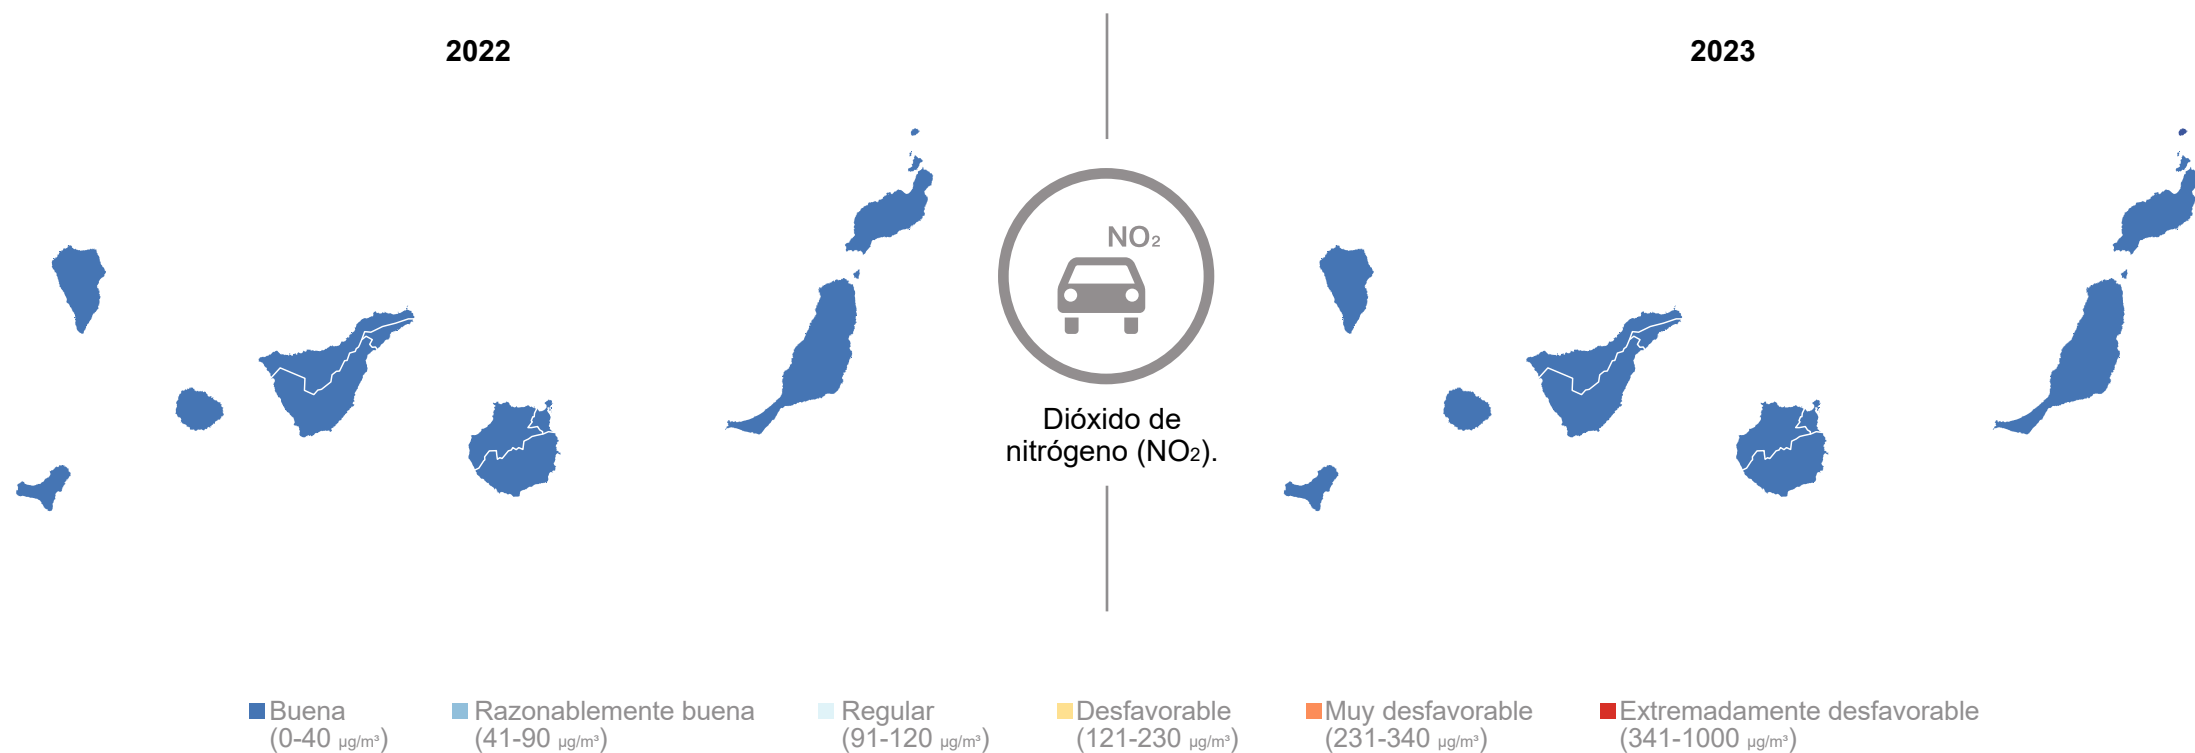 2022
2023
NO₂
Dióxido de
nitrógeno (NO₂).
Buena
(0-40 µg/m³)
Razonablemente buena
(41-90 µg/m³)
Regular
(91-120 µg/m³)
Desfavorable
(121-230 µg/m³)
Muy desfavorable
(231-340 µg/m³)
Extremadamente desfavorable
(341-1000 µg/m³)